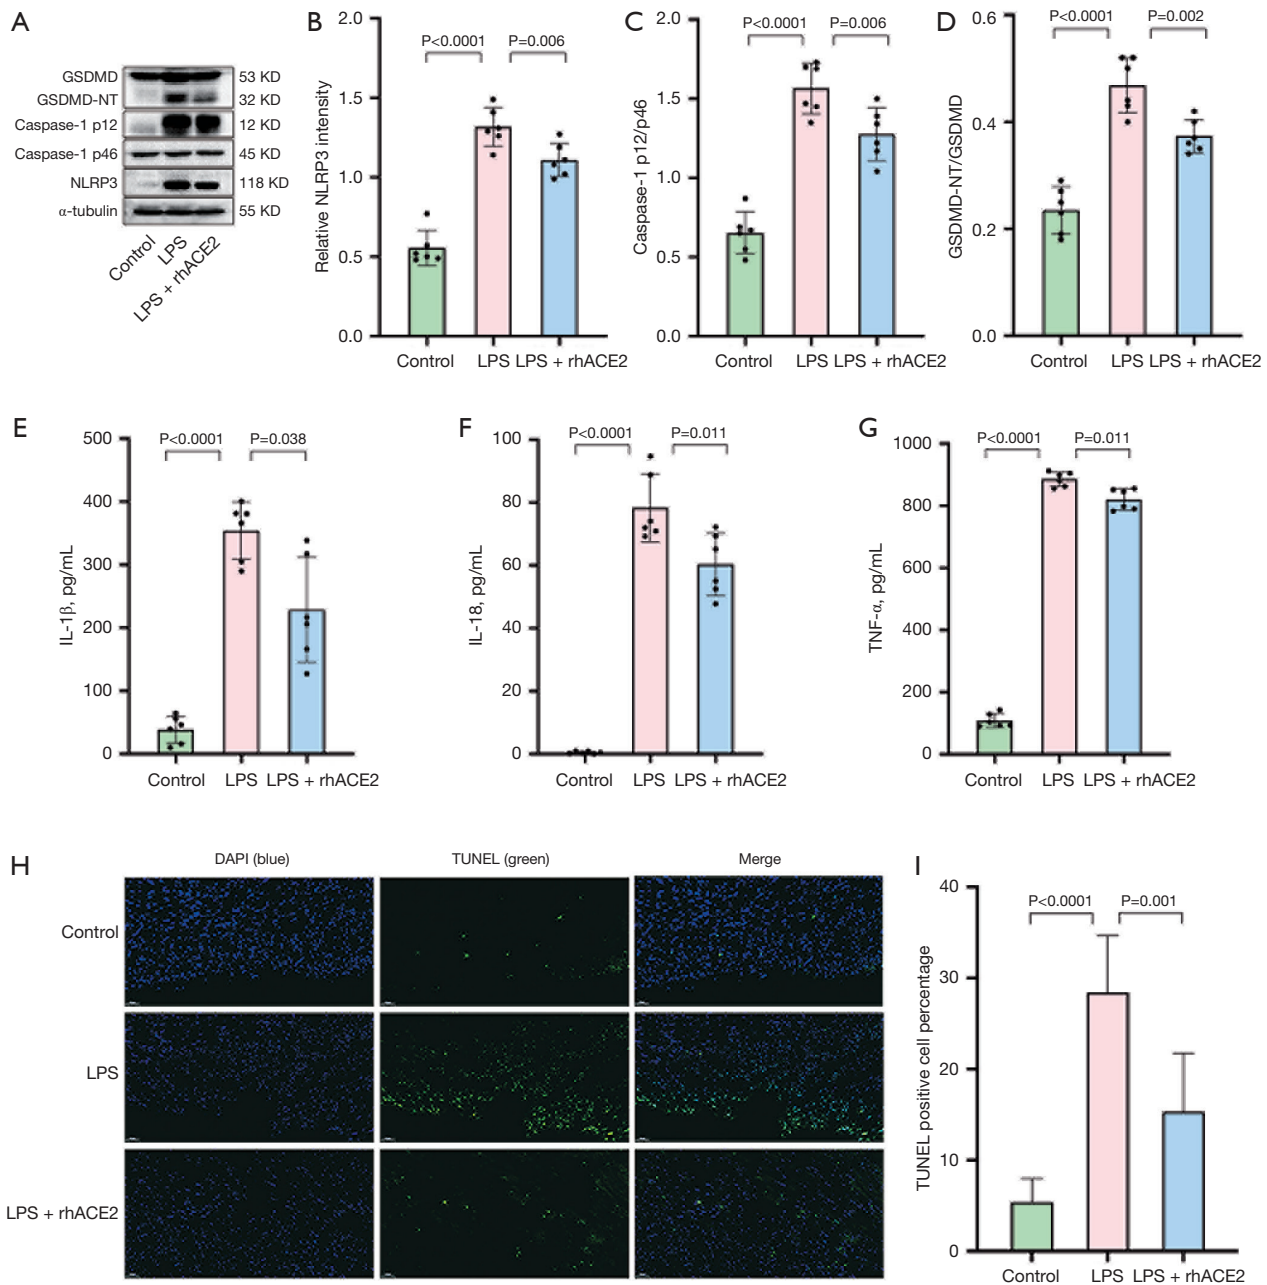 A
GSDMD 53 KD
GSDMD-NT 32 KD
Caspase-1 p12 12 KD
Caspase-1 p46 45 KD
NLRP3 118 KD
α-tubulin 55 KD
Control
LPS
LPS + rhACE2
B
Relative NLRP3 intensity
2.0
1.5
1.0
0.5
0.0
P<0.0001 P=0.006
Control LPS LPS + rhACE2
C
Caspase-1 p12/p46
2.0
1.5
1.0
0.5
0.0
P<0.0001 P=0.006
Control LPS LPS + rhACE2
D
GSDMD-NT/GSDMD
0.6
0.4
0.2
0.0
P<0.0001 P=0.002
Control LPS LPS + rhACE2
E
IL-1β, pg/mL
500
400
300
200
100
0
P<0.0001 P=0.038
Control LPS LPS + rhACE2
F
IL-18, pg/mL
100
80
60
40
20
0
P<0.0001 P=0.011
Control LPS LPS + rhACE2
G
TNF-α, pg/mL
1000
800
600
400
200
0
P<0.0001 P=0.011
Control LPS LPS + rhACE2
H
DAPI (blue) TUNEL (green) Merge
Control
LPS
LPS + rhACE2
I
TUNEL positive cell percentage
40
30
20
10
0
P<0.0001 P=0.001
Control LPS LPS + rhACE2